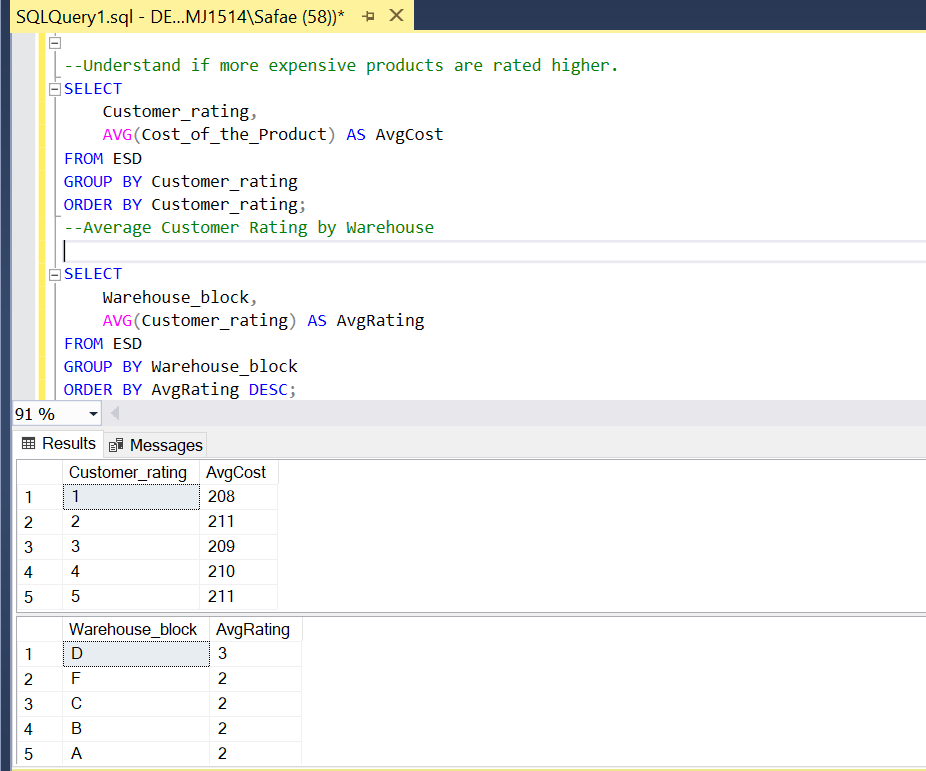 SQLQuery1.sql - DE...MJ1514\Safae (58))*
--Understand if more expensive products are rated higher.
SELECT
Customer_rating,
AVG(Cost_of_the_Product) AS AvgCost
FROM ESD
GROUP BY Customer_rating
ORDER BY Customer_rating;
--Average Customer Rating by Warehouse
SELECT
Warehouse_block,
AVG(Customer_rating) AS AvgRating
FROM ESD
GROUP BY Warehouse_block
ORDER BY AvgRating DESC;
91 %
Results Messages
Customer_rating AvgCost
1 1 208
2 2 211
3 3 209
4 4 210
5 5 211
Warehouse_block AvgRating
1 D 3
2 F 2
3 C 2
4 B 2
5 A 2